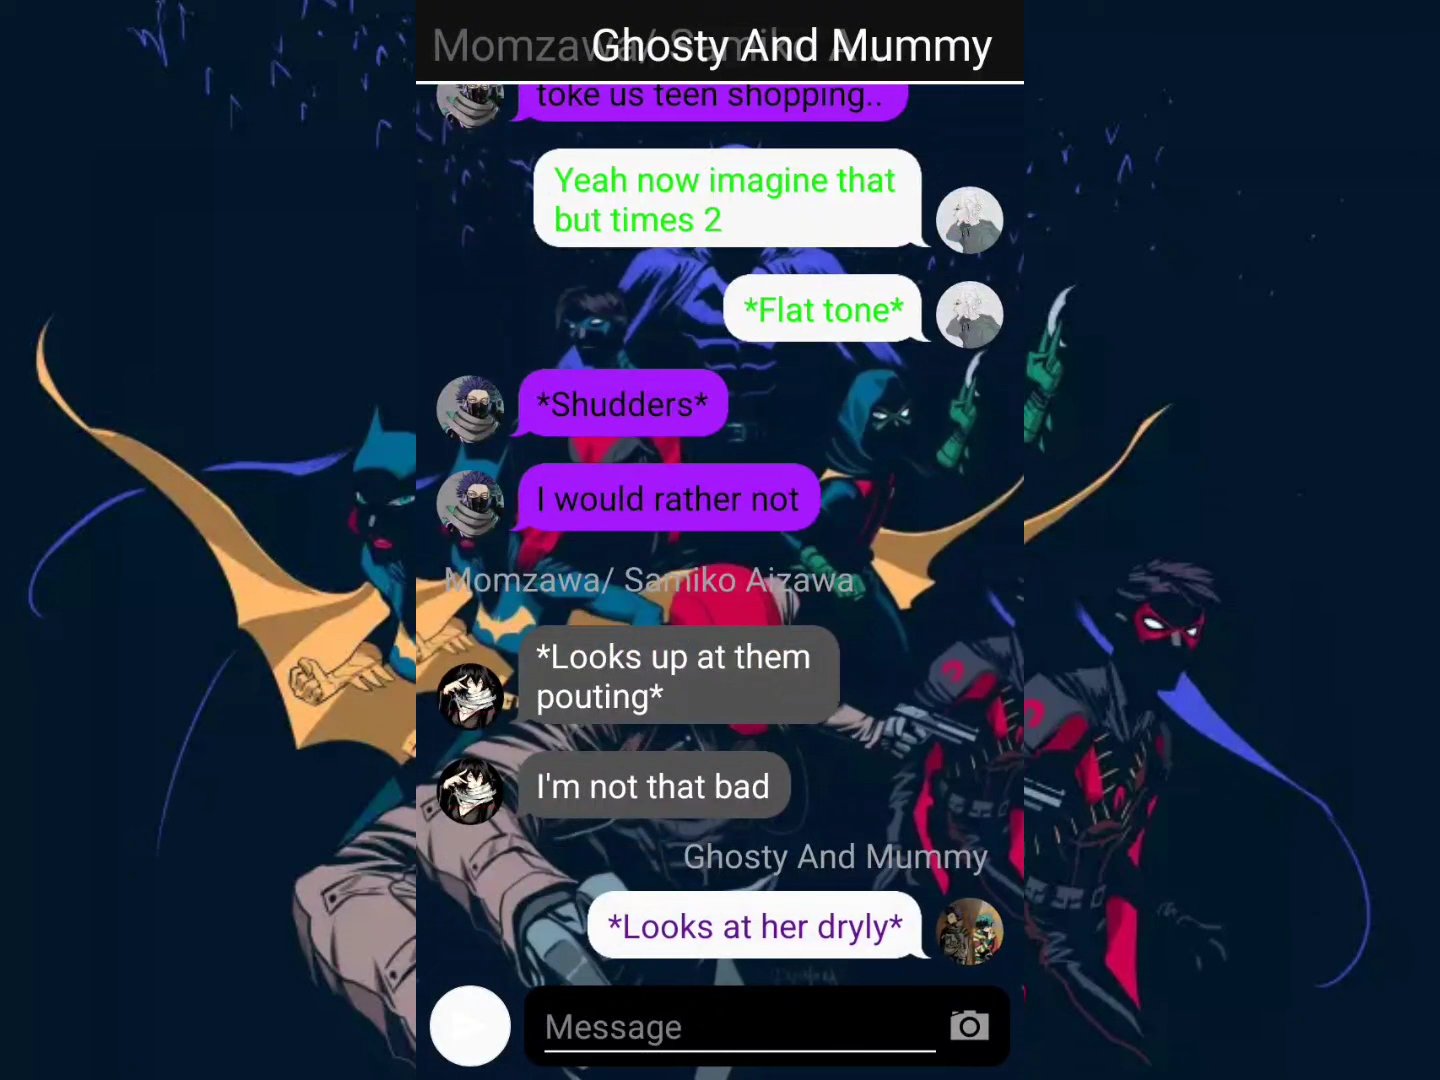 Ghosty And Mummy
toke us teen shopping..
Yeah now imagine that
but times 2
*Flat tone*
*Shudders*
I would rather not
Momzawa/ Samiko Aizawa
*Looks up at them
pouting*
I'm not that bad
Ghosty And Mummy
*Looks at her dryly*
Message